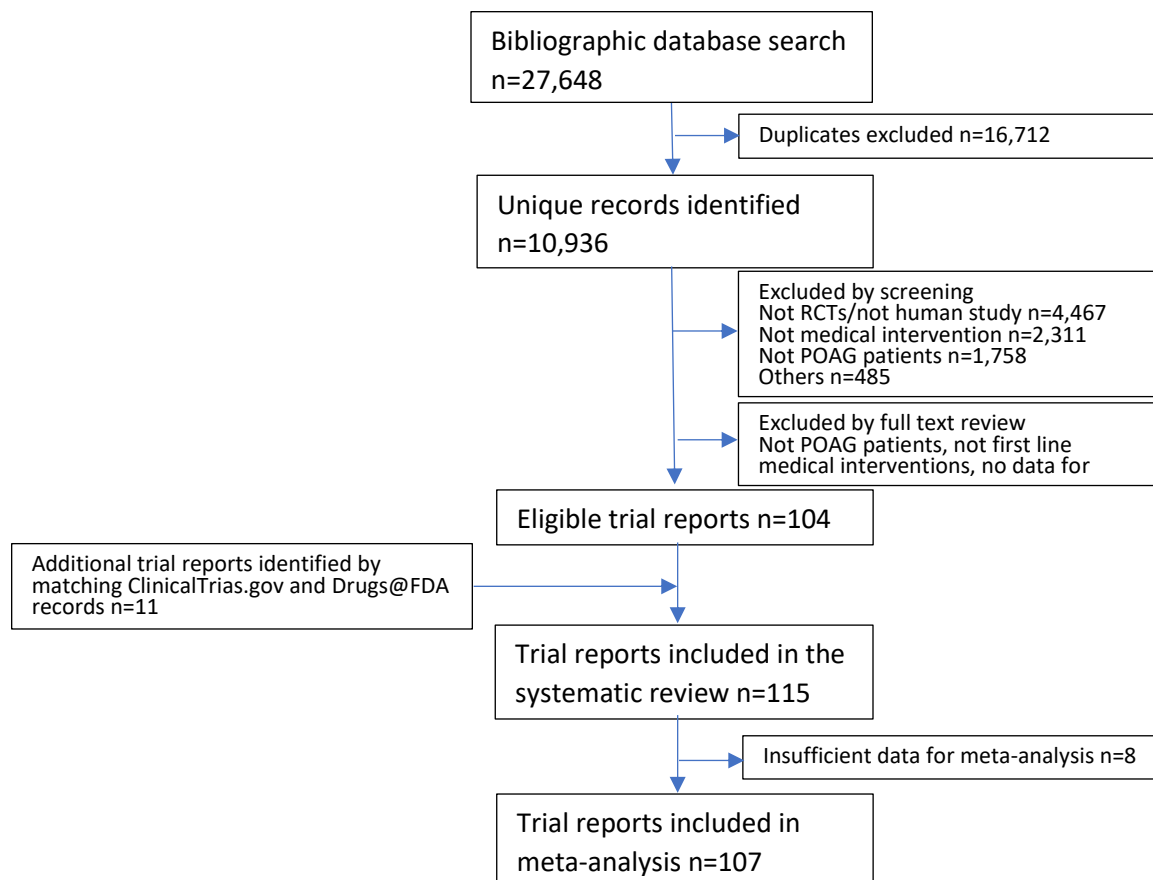 Bibliographic database search
n=27,648
Duplicates excluded n=16,712
Unique records identified
n=10,936
Excluded by screening
Not RCTs/not human study n=4,467
Not medical intervention n=2,311
Not POAG patients n=1,758
Others n=485
Excluded by full text review
Not POAG patients, not first line
medical interventions, no data for
Eligible trial reports n=104
Additional trial reports identified by
matching ClinicalTrias.gov and Drugs@FDA
records n=11
Trial reports included in the
systematic review n=115
Insufficient data for meta-analysis n=8
Trial reports included in
meta-analysis n=107